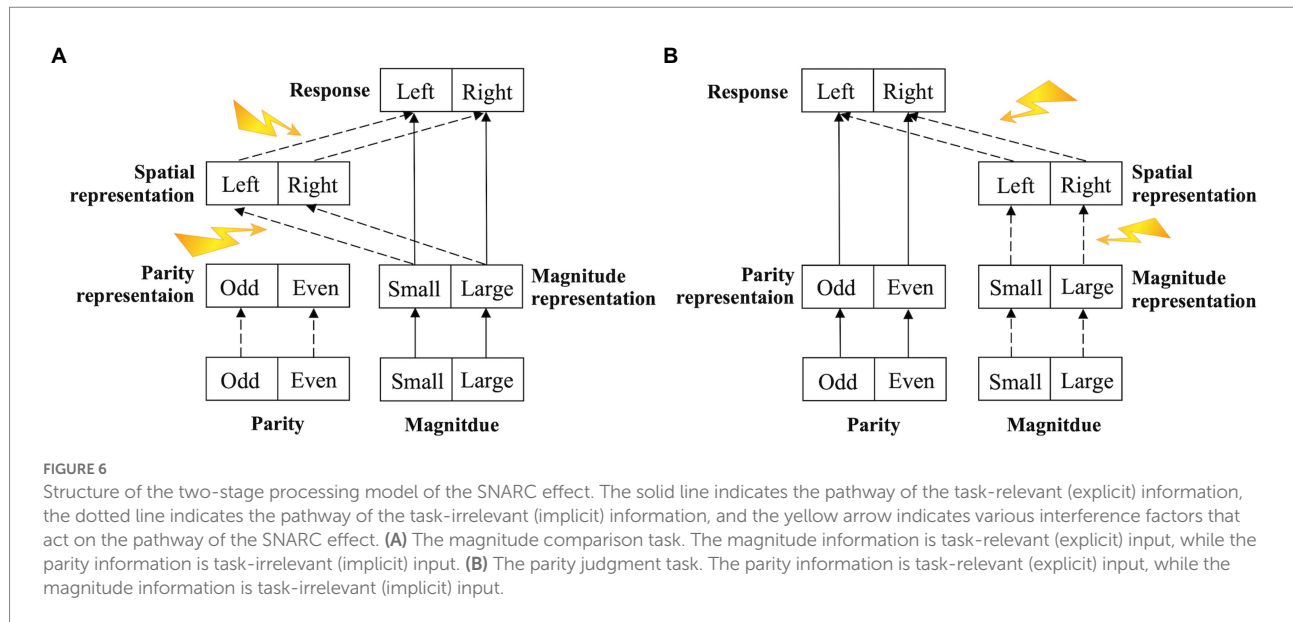 A
Response
Left Right
Spatial
representation
Left Right
Parity
representaion
Odd Even
Small Large
Magnitude
representation
Odd Even
Small Large
Parity
Magnitdue
B
Response
Left Right
Left Right
Spatial
representation
Parity
representaion
Odd Even
Small Large
Magnitude
representation
Odd Even
Small Large
Parity
Magnitdue
FIGURE 6
Structure of the two-stage processing model of the SNARC effect. The solid line indicates the pathway of the task-relevant (explicit) information,
the dotted line indicates the pathway of the task-irrelevant (implicit) information, and the yellow arrow indicates various interference factors that
act on the pathway of the SNARC effect. (A) The magnitude comparison task. The magnitude information is task-relevant (explicit) input, while the
parity information is task-irrelevant (implicit) input. (B) The parity judgment task. The parity information is task-relevant (explicit) input, while the
magnitude information is task-irrelevant (implicit) input.